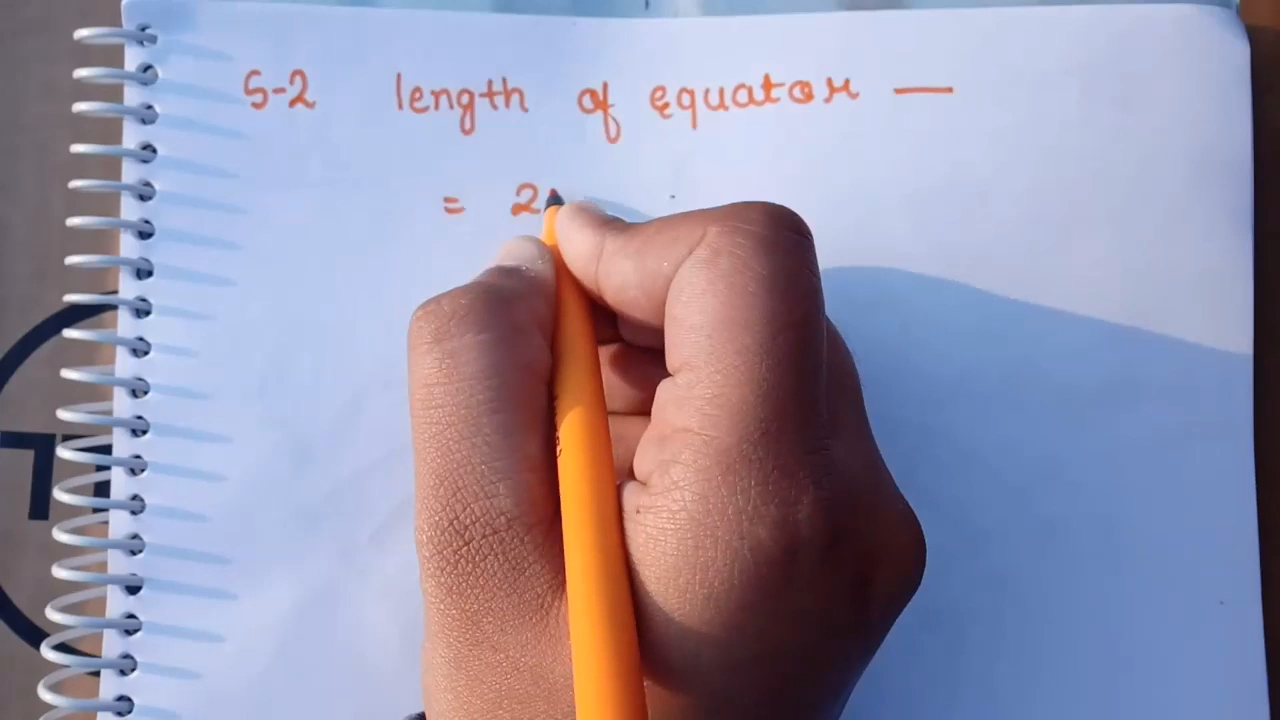 S-2 length of equator —
= 2